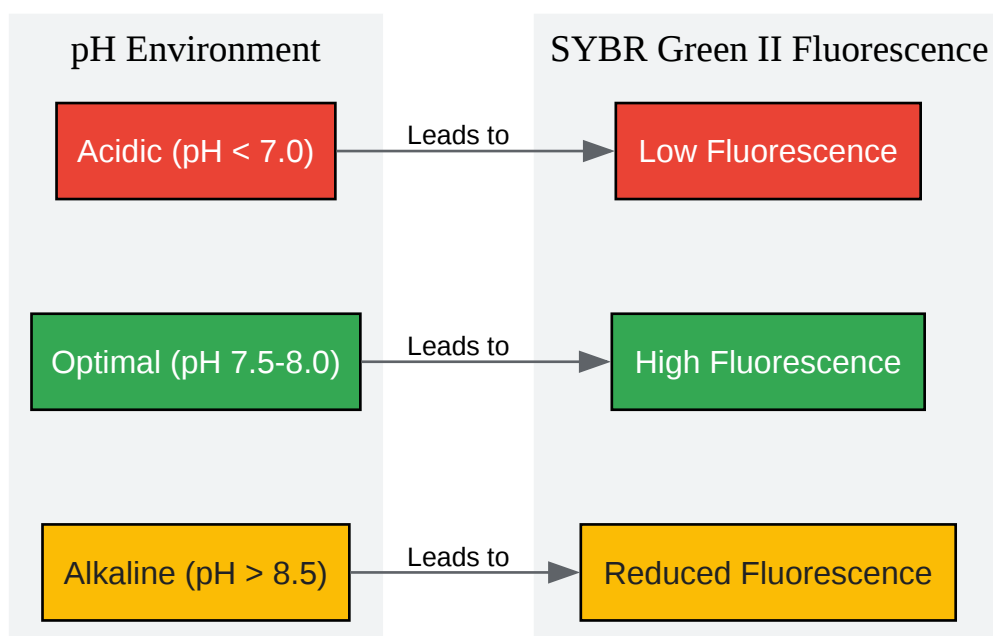 pH Environment
SYBR Green II Fluorescence
Acidic (pH < 7.0)
Leads to
Low Fluorescence
Optimal (pH 7.5-8.0)
Leads to
High Fluorescence
Alkaline (pH > 8.5)
Leads to
Reduced Fluorescence